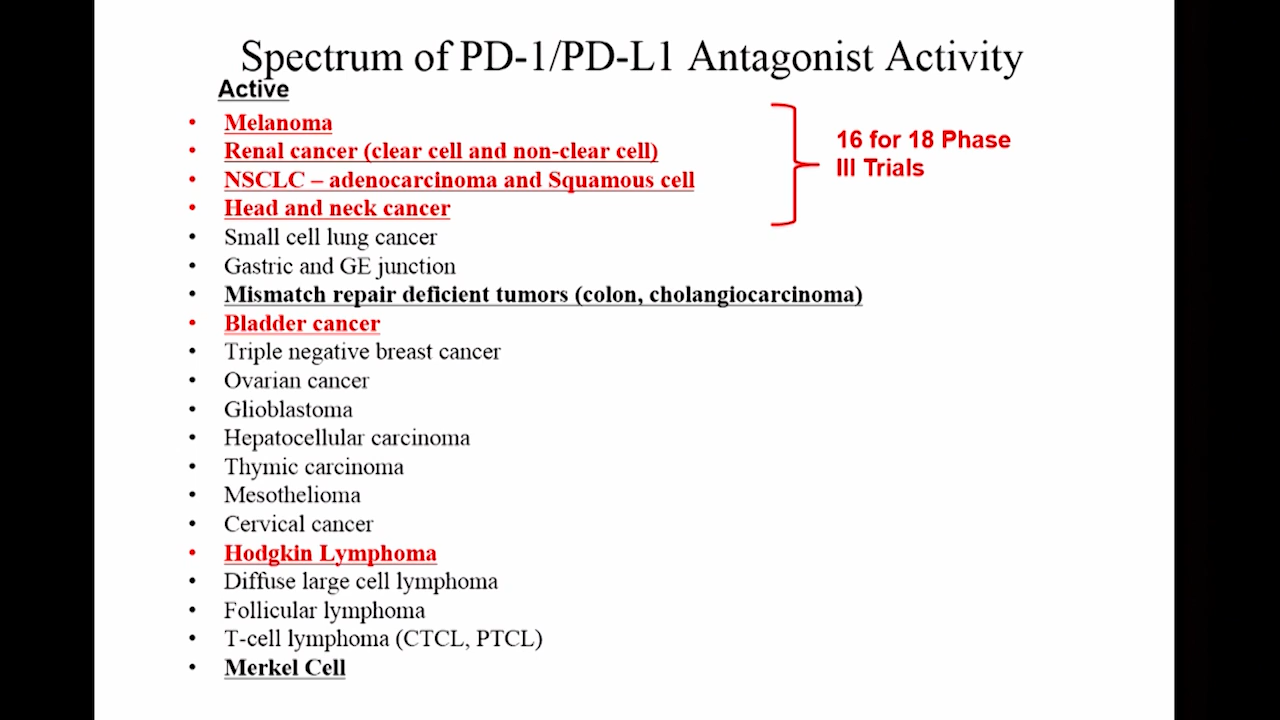 Spectrum of PD-1/PD-L1 Antagonist Activity
Active
• Melanoma
• Renal cancer (clear cell and non-clear cell)
• NSCLC – adenocarcinoma and Squamous cell
• Head and neck cancer
16 for 18 Phase
III Trials
• Small cell lung cancer
• Gastric and GE junction
• Mismatch repair deficient tumors (colon, cholangiocarcinoma)
• Bladder cancer
• Triple negative breast cancer
• Ovarian cancer
• Glioblastoma
• Hepatocellular carcinoma
• Thymic carcinoma
• Mesothelioma
• Cervical cancer
• Hodgkin Lymphoma
• Diffuse large cell lymphoma
• Follicular lymphoma
• T-cell lymphoma (CTCL, PTCL)
• Merkel Cell